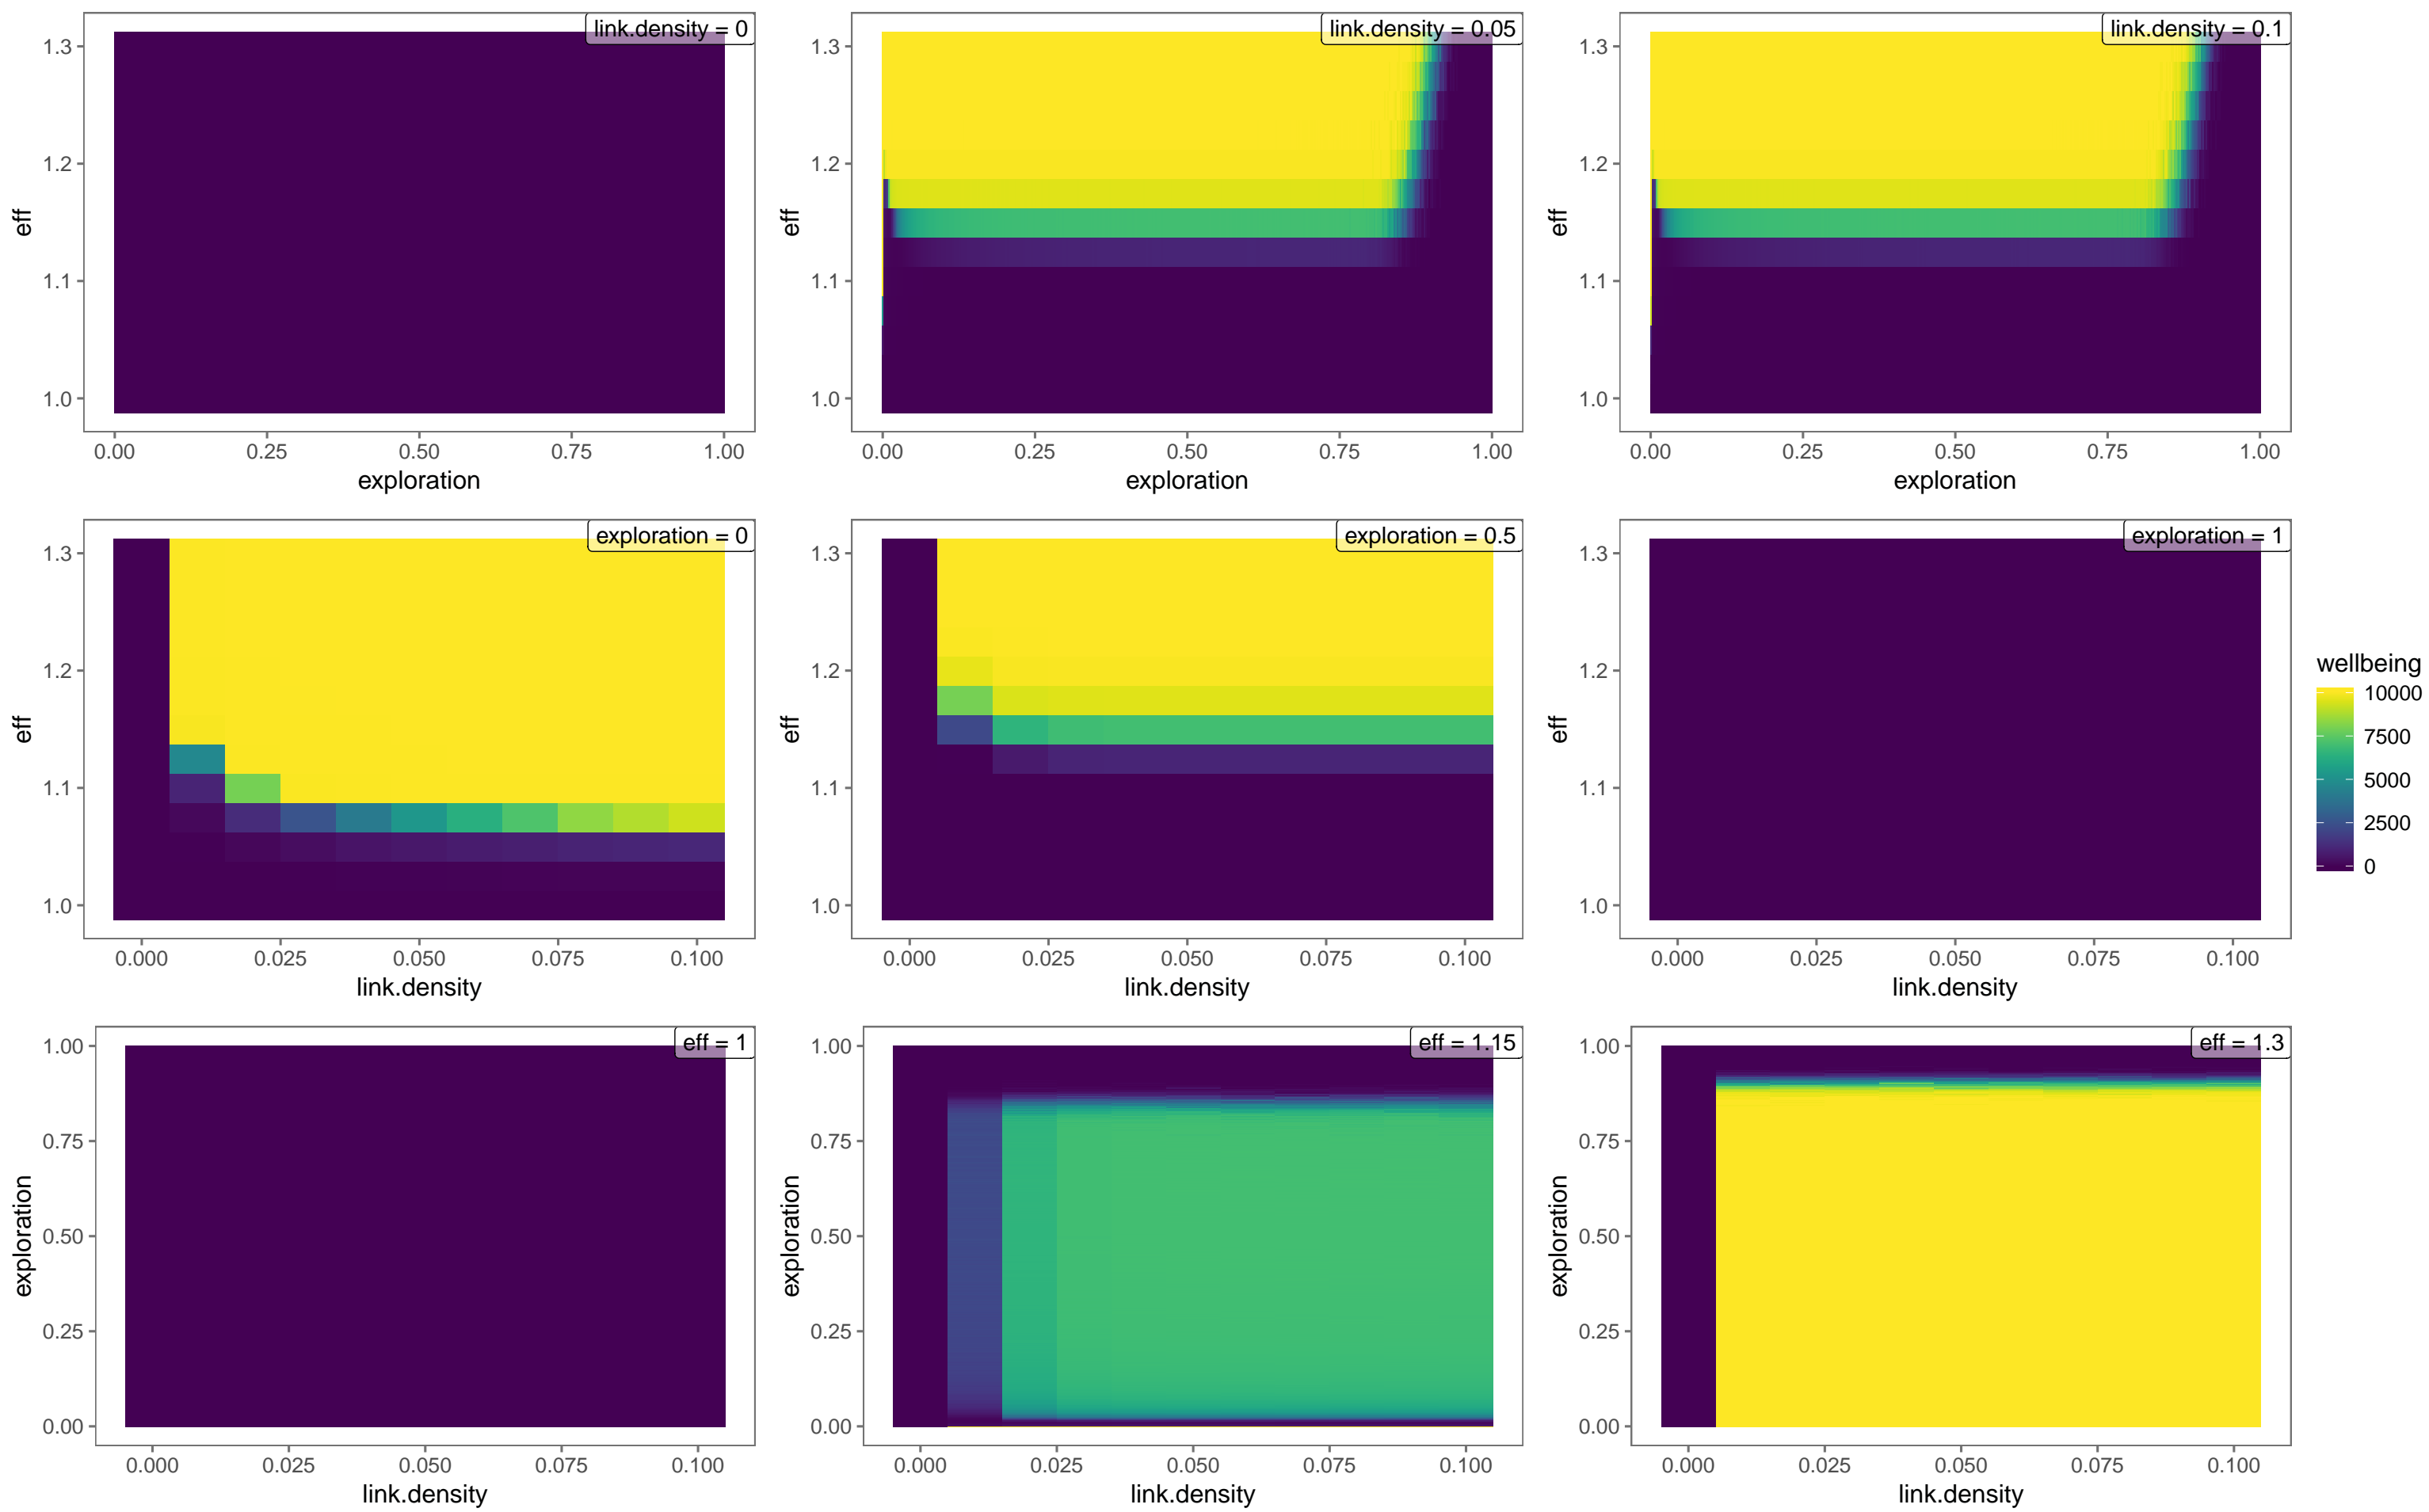 link.density = 0
1.3
1.2
1.1
1.0
eff
0.00 0.25 0.50 0.75 1.00
exploration
link.density = 0.05
1.3
1.2
1.1
1.0
eff
0.00 0.25 0.50 0.75 1.00
exploration
link.density = 0.1
1.3
1.2
1.1
1.0
eff
0.00 0.25 0.50 0.75 1.00
exploration
exploration = 0
1.3
1.2
1.1
1.0
eff
0.000 0.025 0.050 0.075 0.100
link.density
exploration = 0.5
1.3
1.2
1.1
1.0
eff
0.000 0.025 0.050 0.075 0.100
link.density
exploration = 1
1.3
1.2
1.1
1.0
eff
0.000 0.025 0.050 0.075 0.100
link.density
wellbeing
10000
7500
5000
2500
0
eff = 1
1.00
0.75
0.50
0.25
0.00
exploration
0.000 0.025 0.050 0.075 0.100
link.density
eff = 1.15
1.00
0.75
0.50
0.25
0.00
exploration
0.000 0.025 0.050 0.075 0.100
link.density
eff = 1.3
1.00
0.75
0.50
0.25
0.00
exploration
0.000 0.025 0.050 0.075 0.100
link.density